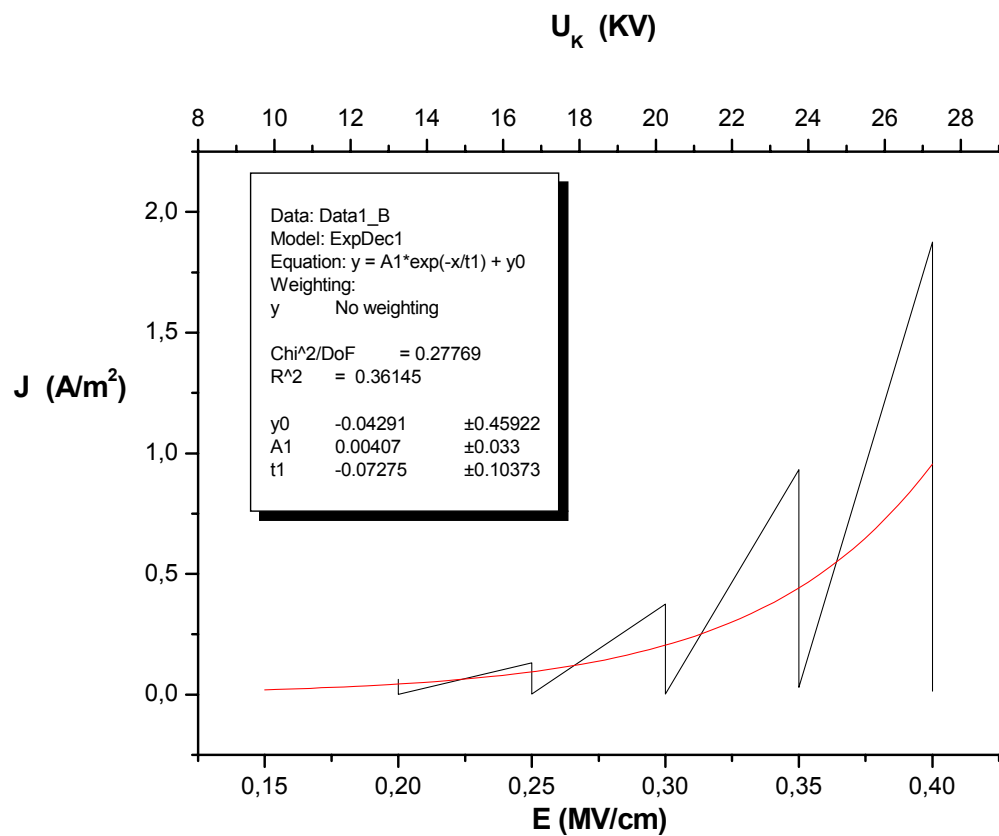 U_K (KV)
8 10 12 14 16 18 20 22 24 26 28
Data: Data1_B
Model: ExpDec1
Equation: y = A1*exp(-x/t1) + y0
Weighting:
y No weighting
Chi^2/DoF = 0.27769
R^2 = 0.36145
y0 -0.04291 ±0.45922
A1 0.00407 ±0.033
t1 -0.07275 ±0.10373
2,0
1,5
J (A/m²)
1,0
0,5
0,0
0,15 0,20 0,25 0,30 0,35 0,40
E (MV/cm)